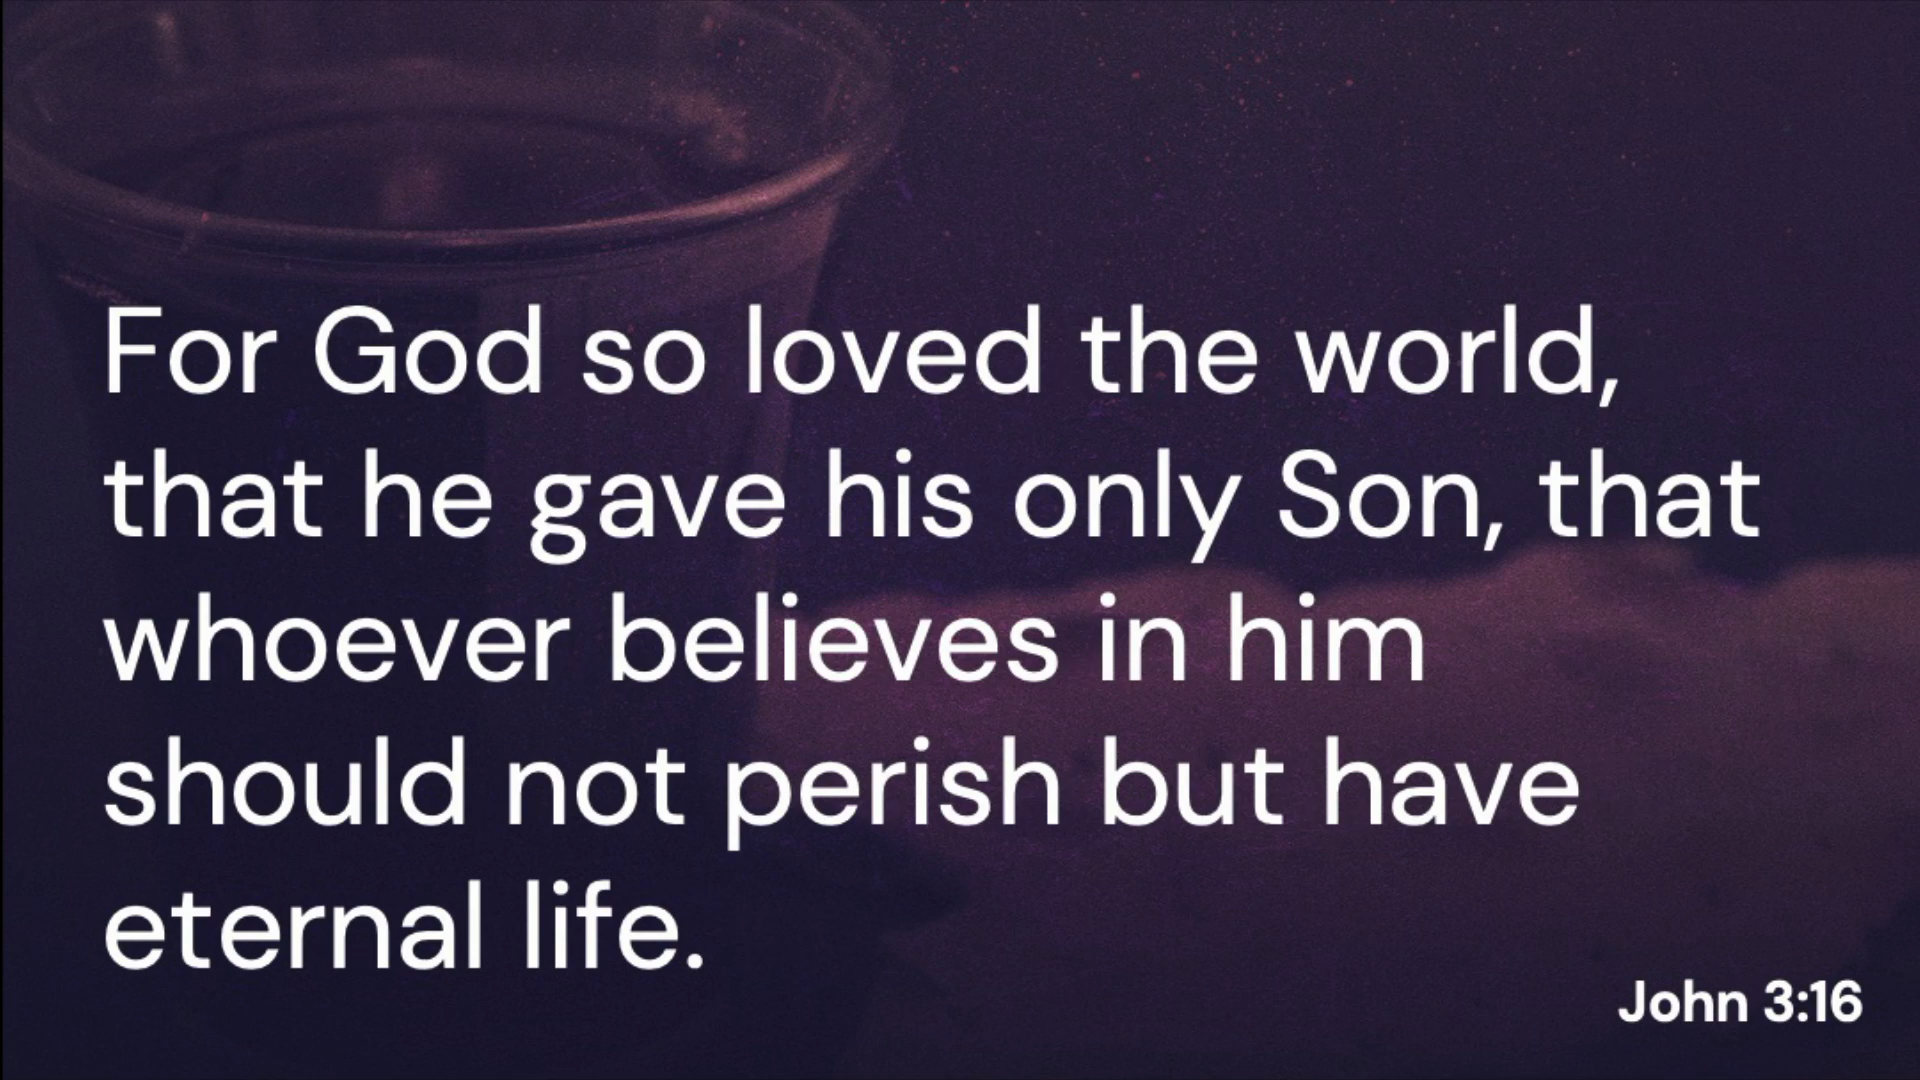 For God so loved the world,
that he gave his only Son, that
whoever believes in him
should not perish but have
eternal life.
John 3:16